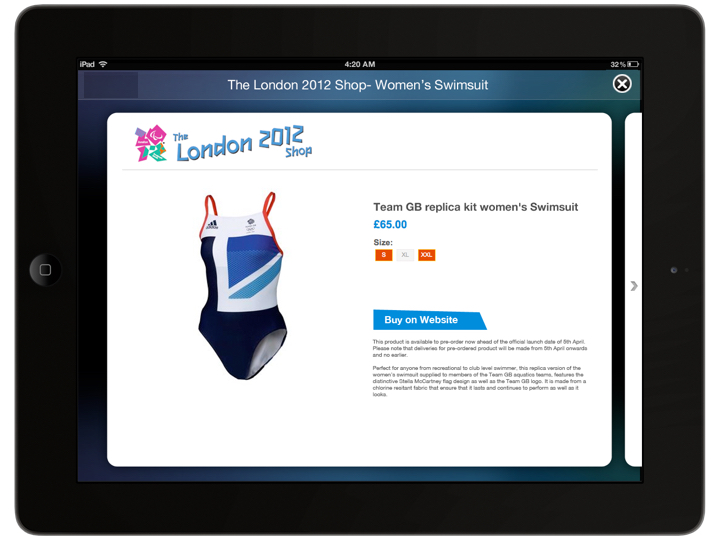 iPad 4:20 AM 32%
The London 2012 Shop- Women's Swimsuit
The
London 2012
Shop
adidas
Team GB replica kit women's Swimsuit
£65.00
Size:
S XL XXL
Buy on Website
This product is available to pre-order now ahead of the official launch date of 5th April.
Please note that deliveries for pre-ordered product will be made from 5th April onwards
and no earlier.
Perfect for anyone from recreational to club level swimmer, this replica version of the
women's swimsuit supplied to members of the Team GB aquatics teams, features the
distinctive Stella McCartney flag design as well as the Team GB logo. It is made from a
chlorine resitant fabric that ensure that it lasts and continues to perform as well as it
looks.